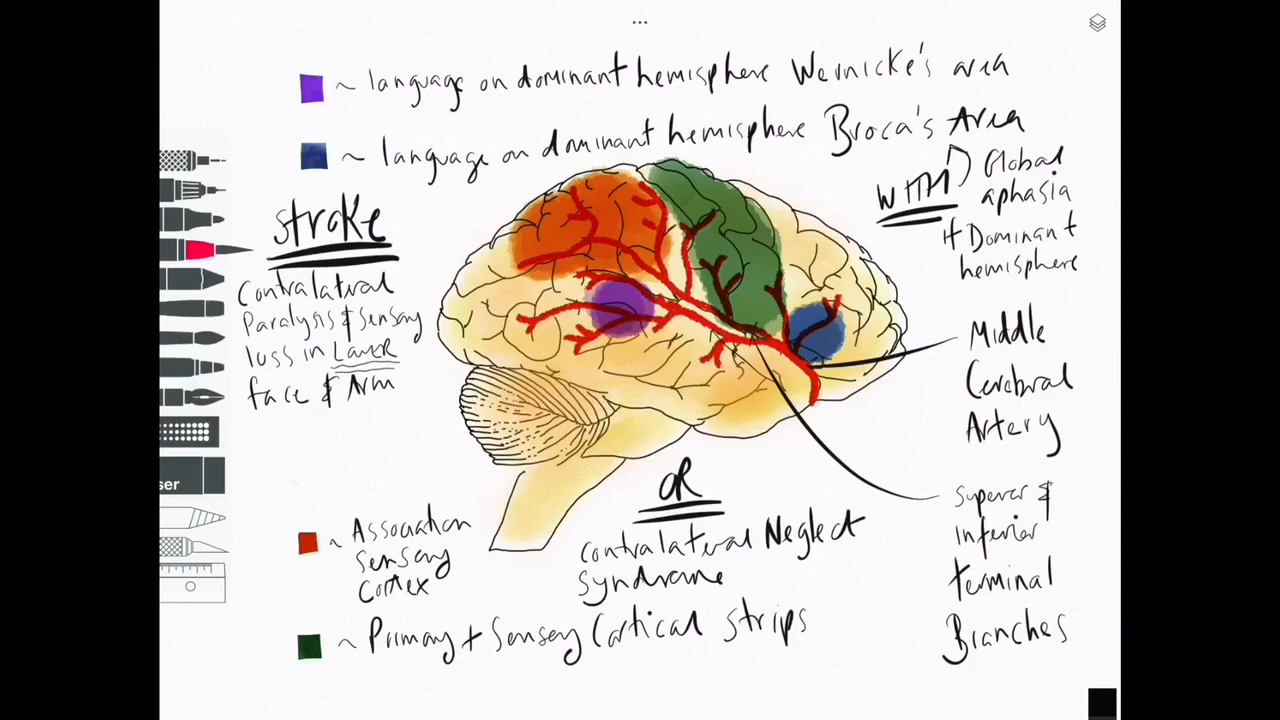 ~ language on dominant hemisphere Wernicke's area
~ language on dominant hemisphere Broca's Area
WITH Global
aphasia
if Dominant
hemisphere
Stroke
Contralateral
Paralysis & Sensory
loss in Lower
face & Arm
Middle
Cerebral
Artery
superior &
inferior
terminal
Branches
OR
contralateral Neglect
syndrome
~ Association
sensory
cortex
~ Primary + Sensory Cortical strips
ser